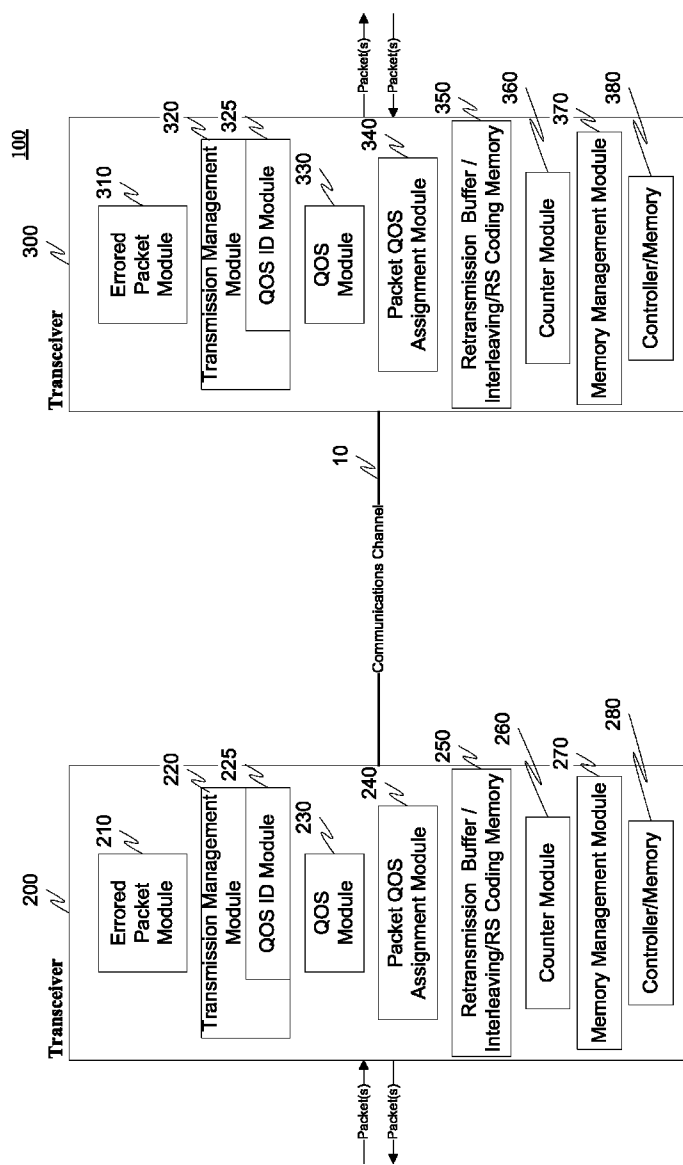 100
Transceiver
200
Errored
Packet
Module
210
Transmission Management
Module
220
QOS ID Module
225
QOS
Module
230
Packet QOS
Assignment Module
240
Retransmission Buffer /
Interleaving/RS Coding Memory
250
Counter Module
260
Memory Management Module
270
Controller/Memory
280
Packet(s)
Packet(s)
Communications Channel
10
Transceiver
300
Errored
Packet
Module
310
Transmission Management
Module
320
QOS ID Module
325
QOS
Module
330
Packet QOS
Assignment Module
340
Retransmission Buffer /
Interleaving/RS Coding Memory
350
Counter Module
360
Memory Management Module
370
Controller/Memory
380
Packet(s)
Packet(s)